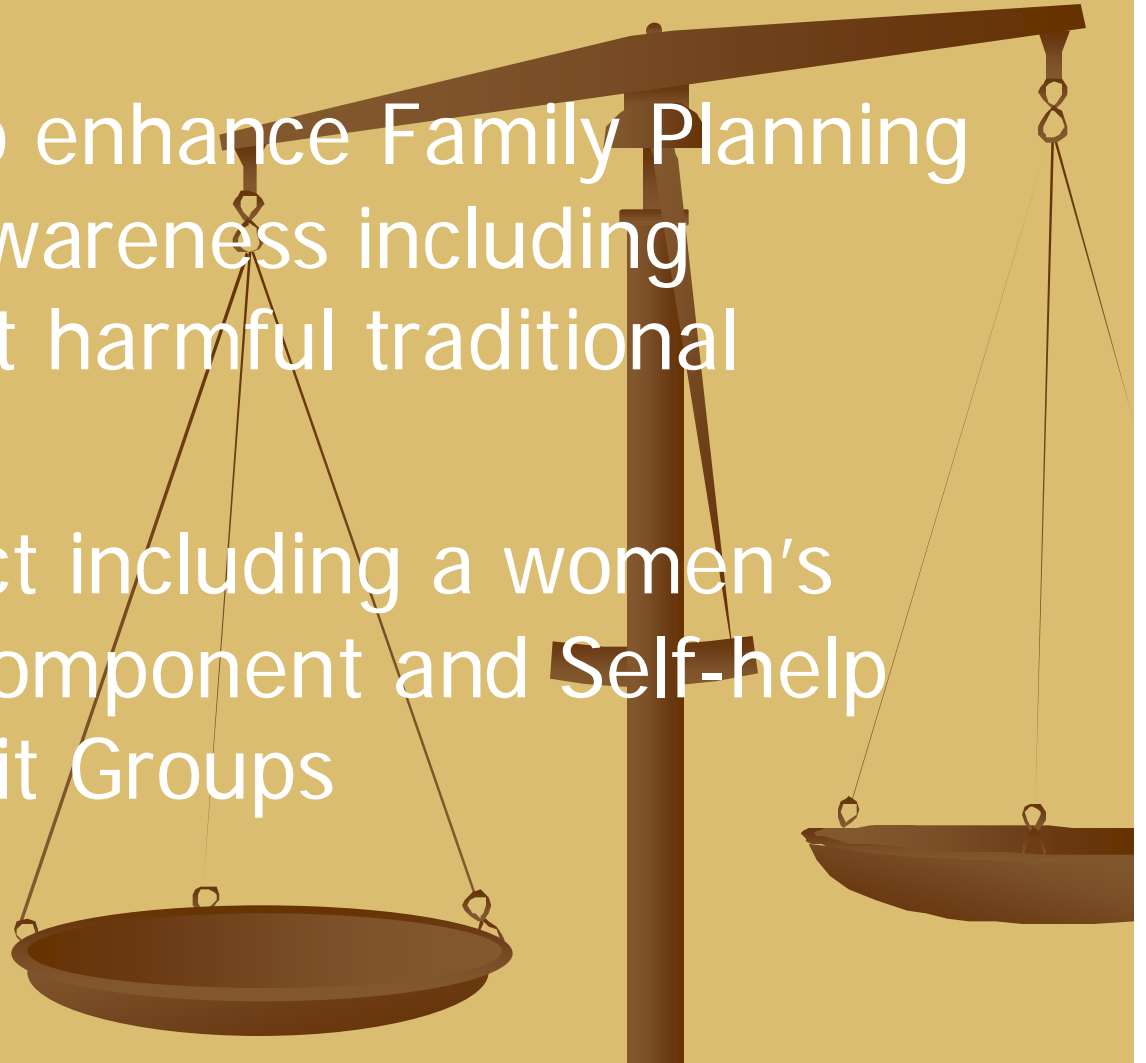 enhance Family Planning
wareness including
t harmful traditional
ct including a women’s
omponent and Self-help
it Groups